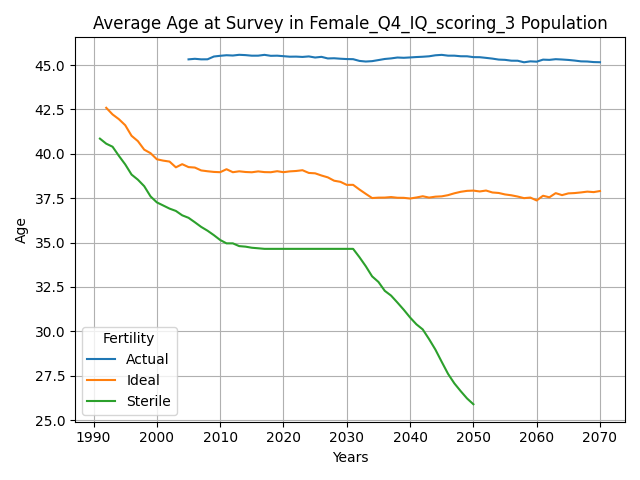 Average Age at Survey in Female_Q4_IQ_scoring_3 Population
45.0
42.5
40.0
37.5
35.0
32.5
30.0
27.5
25.0
Age
Fertility
Actual
Ideal
Sterile
1990 2000 2010 2020 2030 2040 2050 2060 2070
Years